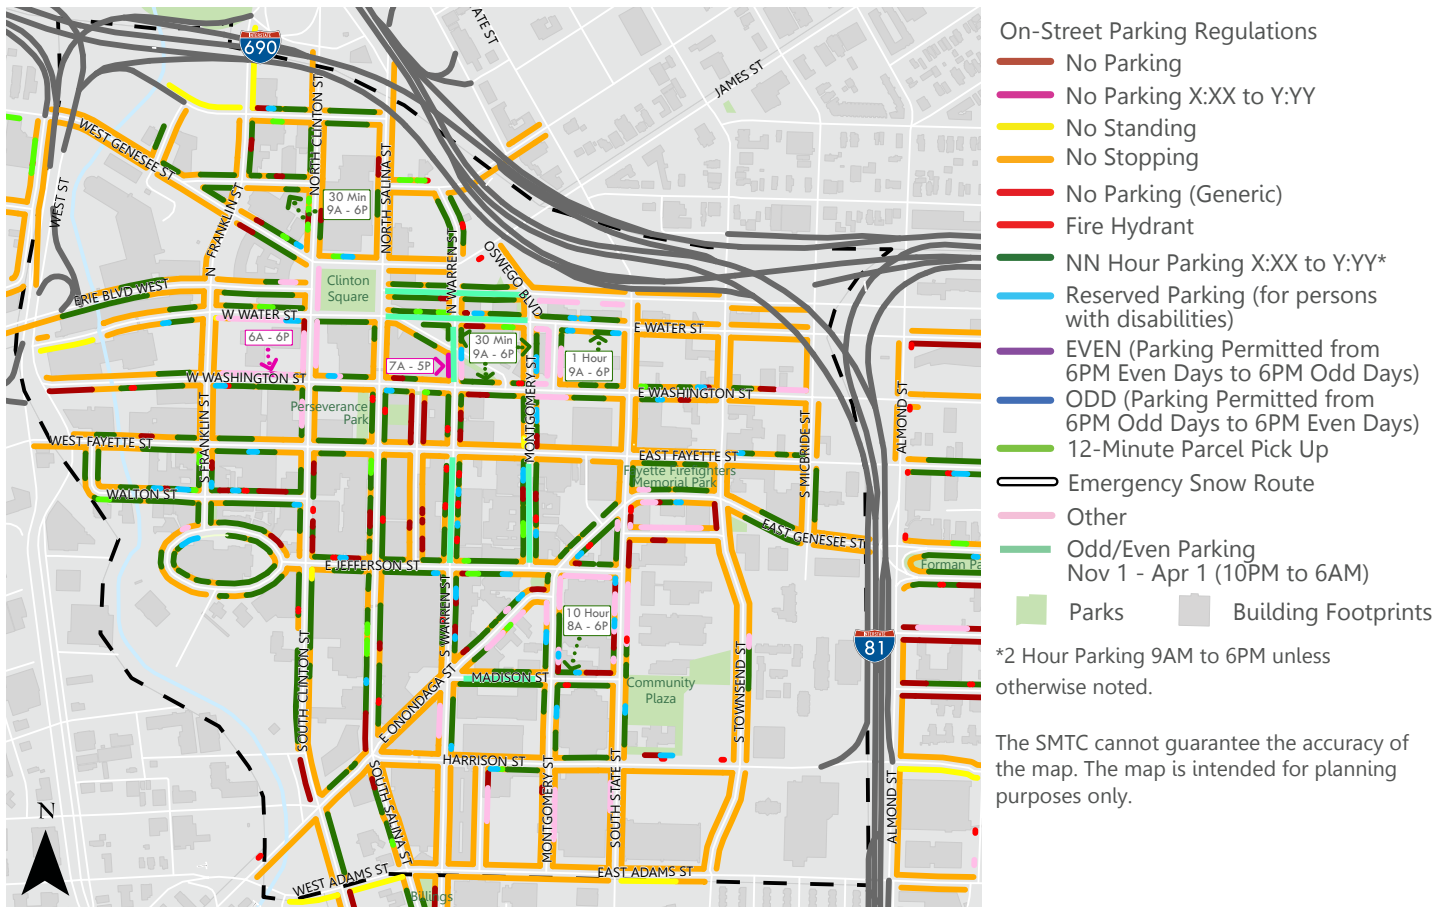 ATE ST
690
JAMES ST
NORTH CLINTON ST
WEST GENESEE ST
NORTH SALINA ST
WEST ST
30 Min
9A - 6P
N FRANKLIN ST
N WARREN ST
OSWEGO BLVD
Clinton
Square
ERIE BLVD WEST
W WATER ST
E WATER ST
6A - 6P
30 Min
9A - 6P
7A - 5P
1 Hour
9A - 6P
W WASHINGTON ST
MONTGOMERY ST
E WASHINGTON ST
ALMOND ST
Perseverance
Park
S FRANKLIN ST
S MCBRIDE ST
WEST FAYETTE ST
EAST FAYETTE ST
Fayette Firefighters
Memorial Park
WALTON ST
EAST GENESEE ST
E JEFFERSON ST
Forman Pa
10 Hour
8A - 6P
S WARREN ST
SOUTH CLINTON ST
81
MADISON ST
Community
Plaza
E ONONDAGA ST
S TOWNSEND ST
HARRISON ST
SOUTH SALINA ST
MONTGOMERY ST
SOUTH STATE ST
ALMOND ST
N
WEST ADAMS ST
EAST ADAMS ST
Billings
On-Street Parking Regulations
No Parking
No Parking X:XX to Y:YY
No Standing
No Stopping
No Parking (Generic)
Fire Hydrant
NN Hour Parking X:XX to Y:YY*
Reserved Parking (for persons
with disabilities)
EVEN (Parking Permitted from
6PM Even Days to 6PM Odd Days)
ODD (Parking Permitted from
6PM Odd Days to 6PM Even Days)
12-Minute Parcel Pick Up
Emergency Snow Route
Other
Odd/Even Parking
Nov 1 - Apr 1 (10PM to 6AM)
Parks
Building Footprints
*2 Hour Parking 9AM to 6PM unless
otherwise noted.
The SMTC cannot guarantee the accuracy of
the map. The map is intended for planning
purposes only.